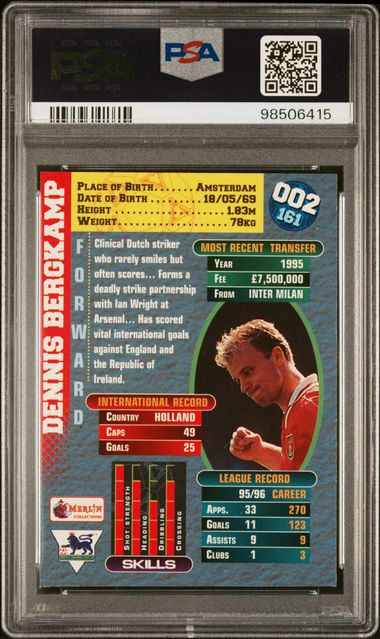 PSA
PSA
98506415
DENNIS BERGKAMP
FORWARD
PLACE OF BIRTH.......... AMSTERDAM
DATE OF BIRTH.......... 18/05/69
HEIGHT.......... 1.83M
WEIGHT.......... 78KG
002
161
Clinical Dutch striker
who rarely smiles but
often scores... Forms a
deadly strike partnership
with Ian Wright at
Arsenal... Has scored
vital international goals
against England and
the Republic of
Ireland.
MOST RECENT TRANSFER
YEAR 1995
FEE £7,500,000
FROM INTER MILAN
INTERNATIONAL RECORD
COUNTRY HOLLAND
CAPS 49
GOALS 25
SHOT STRENGTH
HEADING
DRIBBLING
CROSSING
SKILLS
MERLIN
COLLECTIONS
LEAGUE RECORD
95/96 CAREER
APPS. 33 270
GOALS 11 123
ASSISTS 9 9
CLUBS 1 3